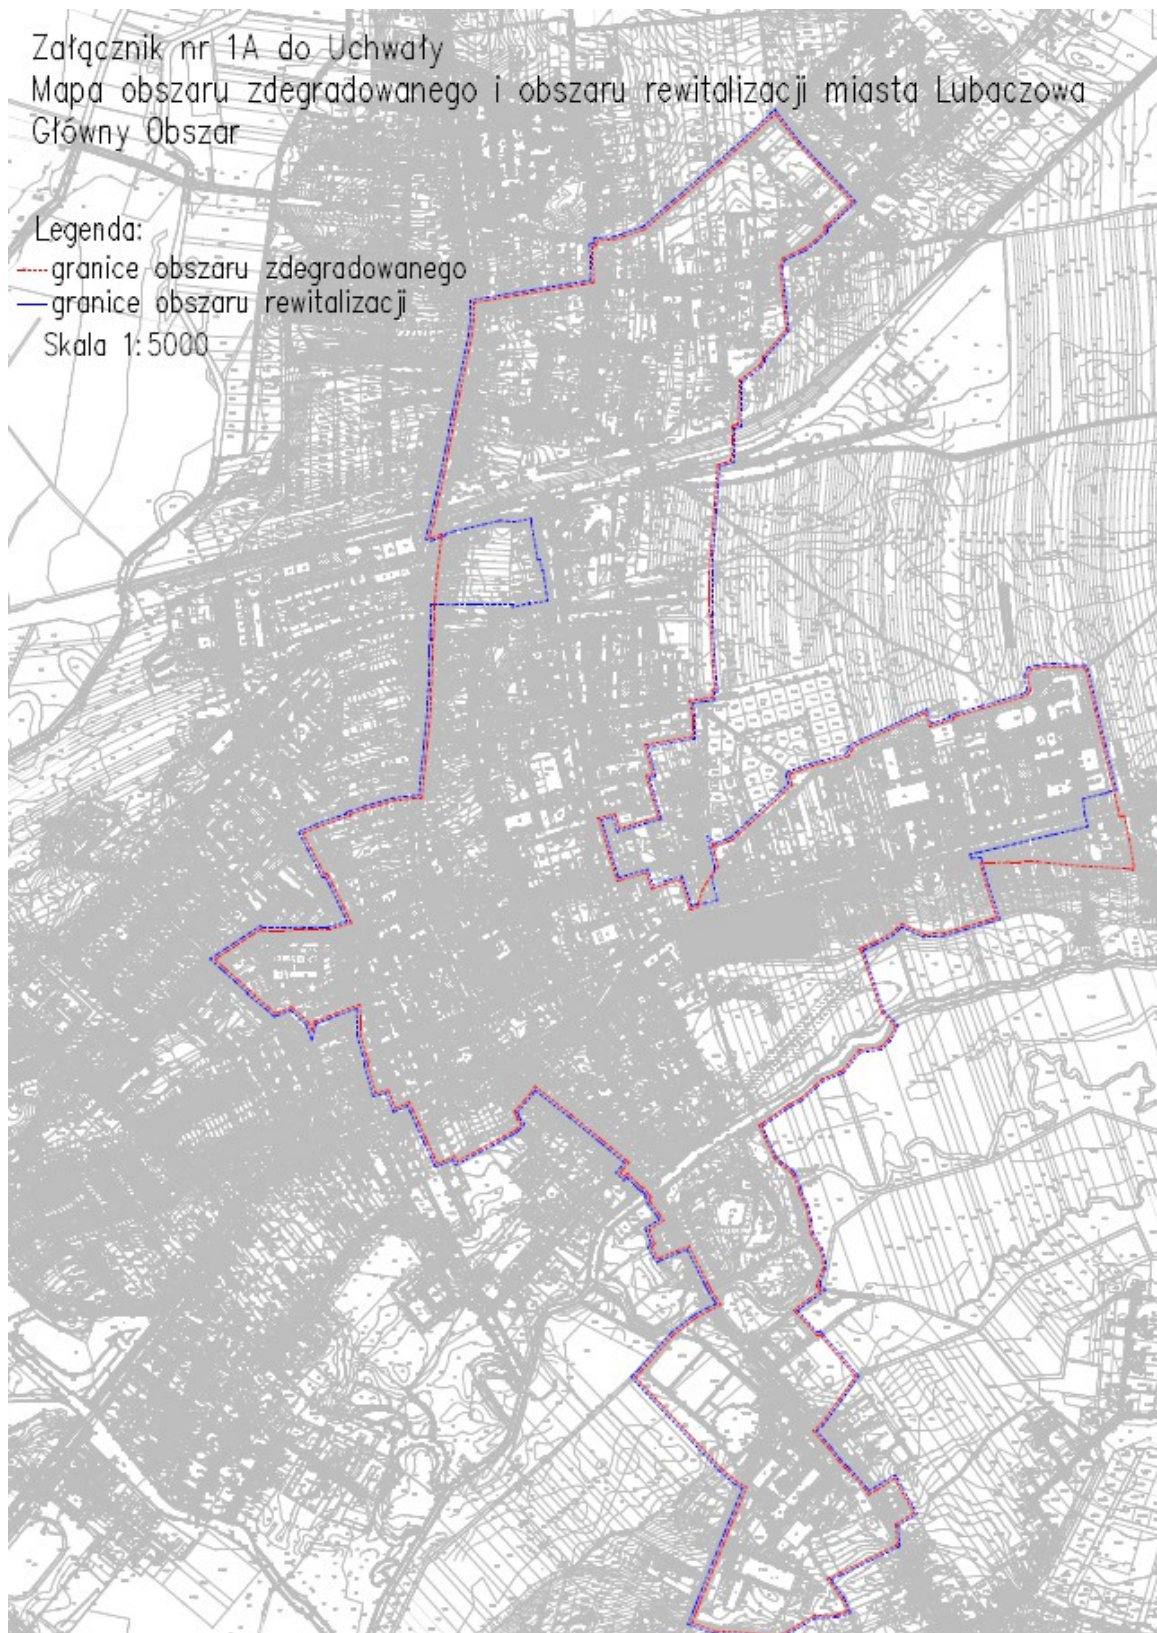 Załącznik nr 1A do Uchwały
Mapa obszaru zdegradowanego i obszaru rewitalizacji miasta Lubaczowa
Główny Obszar
Legenda:
granice obszaru zdegradowanego
granice obszaru rewitalizacji
Skala 1:5000